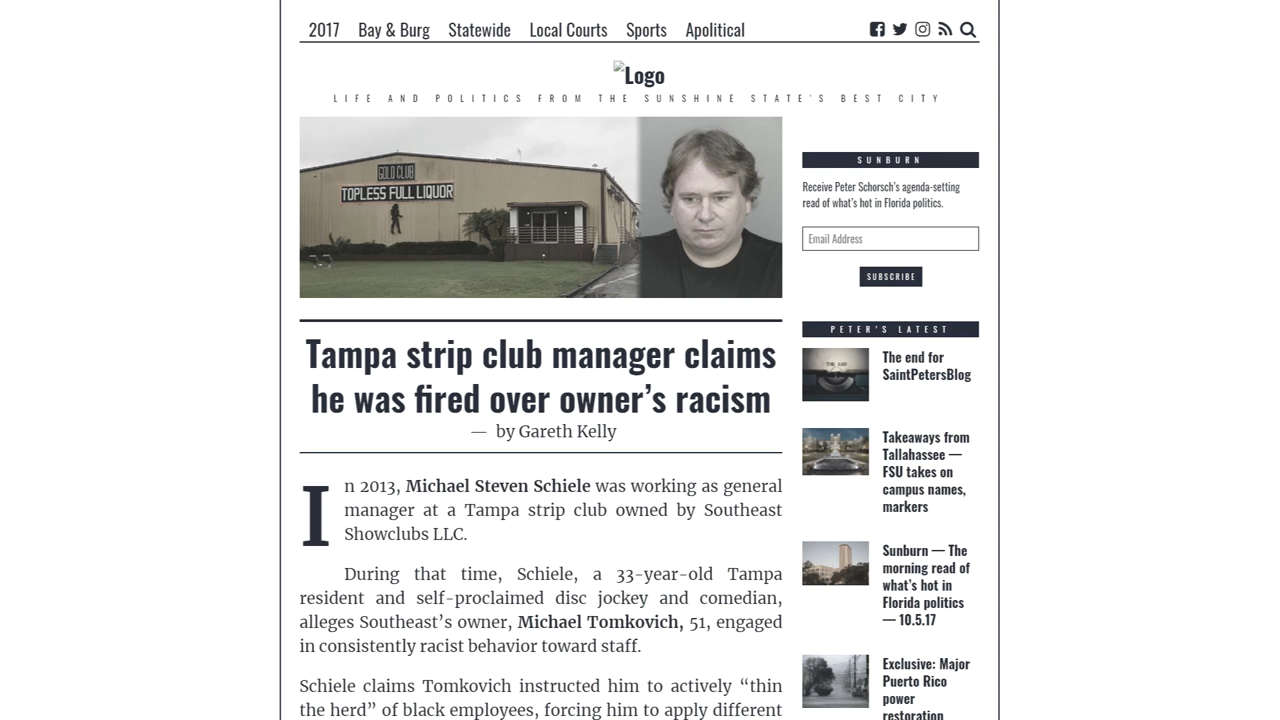 2017 Bay & Burg Statewide Local Courts Sports Apolitical
Logo
LIFE AND POLITICS FROM THE SUNSHINE STATE'S BEST CITY
GOLD CLUB
TOPLESS FULL LIQUOR
Tampa strip club manager claims
he was fired over owner’s racism
— by Gareth Kelly
In 2013, Michael Steven Schiele was working as general
manager at a Tampa strip club owned by Southeast
Showclubs LLC.
During that time, Schiele, a 33-year-old Tampa
resident and self-proclaimed disc jockey and comedian,
alleges Southeast’s owner, Michael Tomkovich, 51, engaged
in consistently racist behavior toward staff.
Schiele claims Tomkovich instructed him to actively “thin
the herd” of black employees, forcing him to apply different
SUNBURN
Receive Peter Schorsch’s agenda-setting
read of what’s hot in Florida politics.
Email Address
SUBSCRIBE
PETER'S LATEST
THE END
The end for
SaintPetersBlog
Takeaways from
Tallahassee —
FSU takes on
campus names,
markers
Sunburn — The
morning read of
what’s hot in
Florida politics
— 10.5.17
Exclusive: Major
Puerto Rico
power
restoration